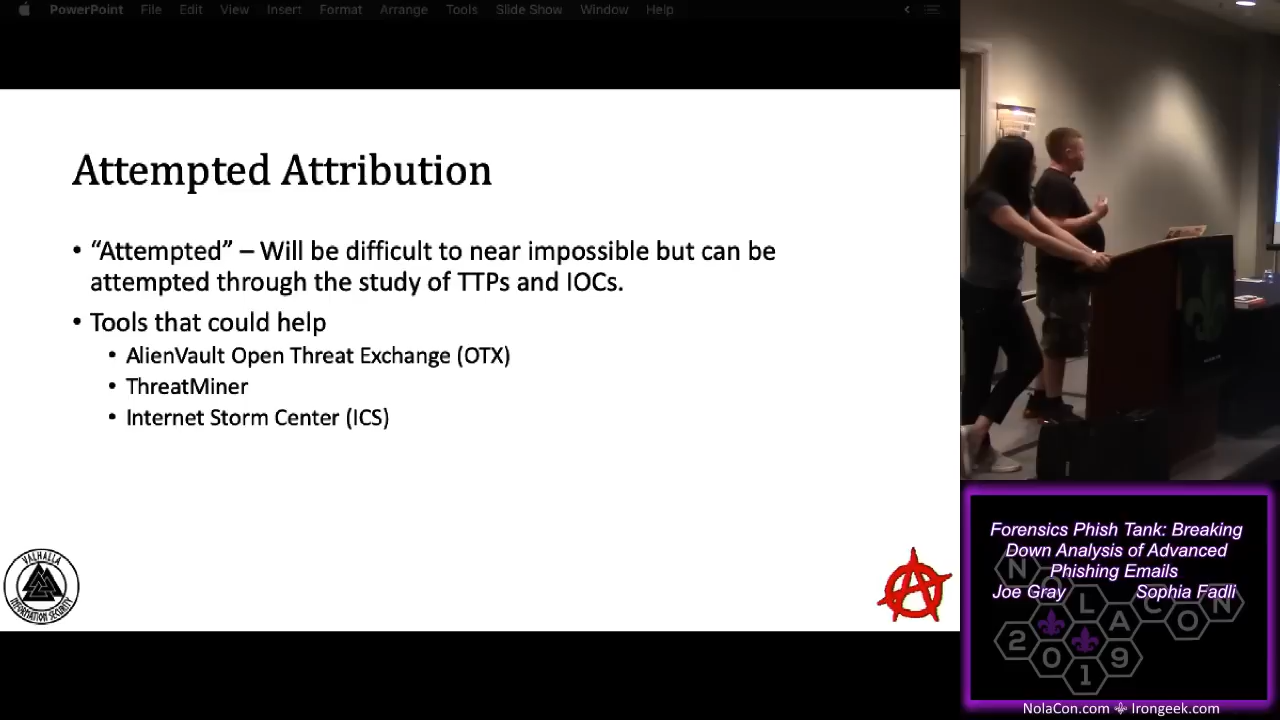 PowerPoint File Edit View Insert Format Arrange Tools Slide Show Window Help
Attempted Attribution
• “Attempted” – Will be difficult to near impossible but can be
attempted through the study of TTPs and IOCs.
• Tools that could help
• AlienVault Open Threat Exchange (OTX)
• ThreatMiner
• Internet Storm Center (ICS)
VALHALLA
INFORMATION SECURITY
Forensics Phish Tank: Breaking
Down Analysis of Advanced
Phishing Emails
Joe Gray Sophia Fadli
NOLACON
2019
NolaCon.com Irongeek.com